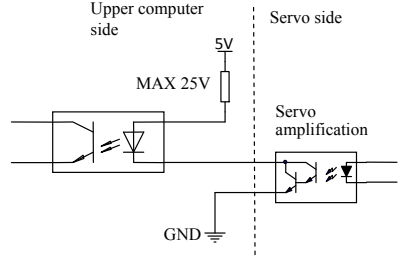 Upper computer
side
Servo side
5V
MAX 25V
Servo
amplification
GND